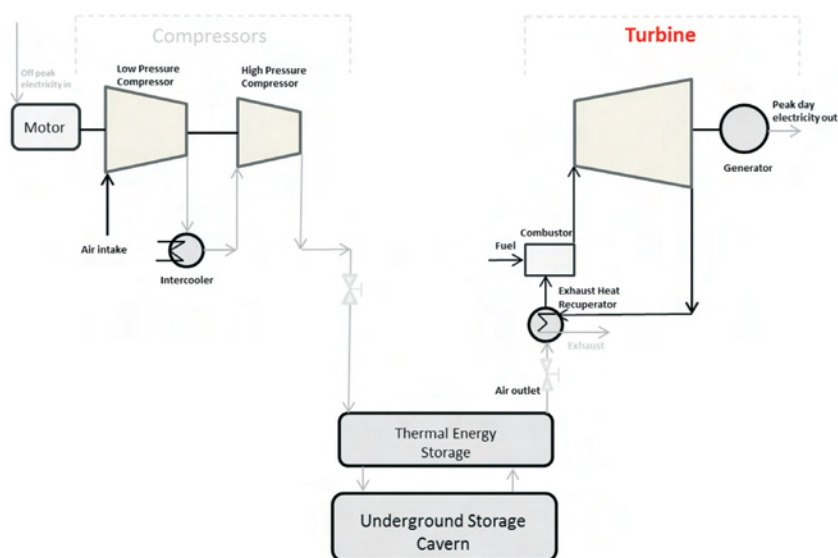 Compressors
Turbine
Off peak
electricity in
Low Pressure
Compressor
High Pressure
Compressor
Motor
Peak day
electricity out
Generator
Air intake
Intercooler
Combustor
Fuel
Exhaust Heat
Recuperator
Exhaust
Air outlet
Thermal Energy
Storage
Underground Storage
Cavern